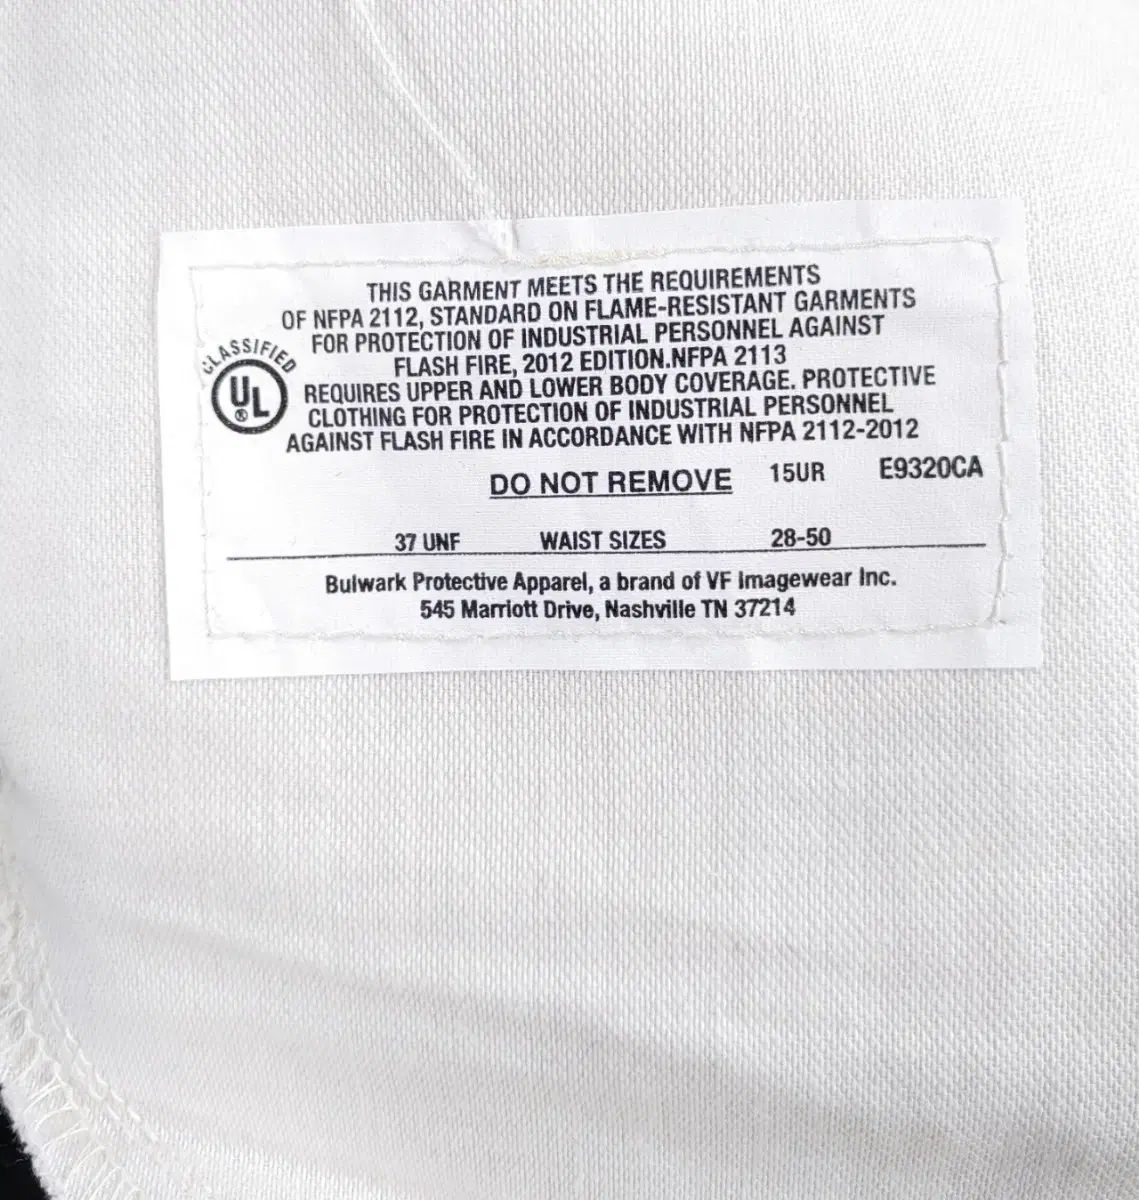 THIS GARMENT MEETS THE REQUIREMENTS
OF NFPA 2112, STANDARD ON FLAME-RESISTANT GARMENTS
FOR PROTECTION OF INDUSTRIAL PERSONNEL AGAINST
FLASH FIRE, 2012 EDITION.NFPA 2113
REQUIRES UPPER AND LOWER BODY COVERAGE. PROTECTIVE
CLOTHING FOR PROTECTION OF INDUSTRIAL PERSONNEL
AGAINST FLASH FIRE IN ACCORDANCE WITH NFPA 2112-2012
CLASSIFIED
UL ®
DO NOT REMOVE 15UR E9320CA
37 UNF WAIST SIZES 28-50
Bulwark Protective Apparel, a brand of VF Imagewear Inc.
545 Marriott Drive, Nashville TN 37214